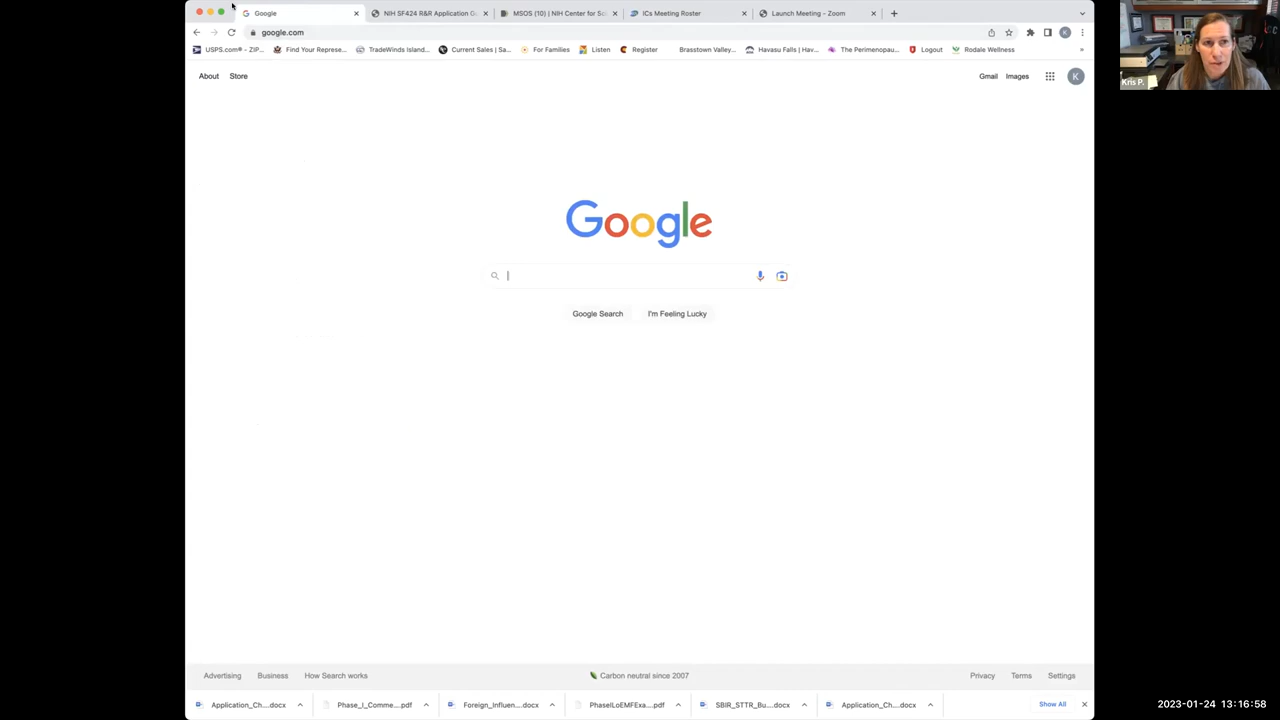 Google
NIH SF424 R&R Application G
MSOS (10) | NIH Center for Sci
ICs Meeting Roster
Launch Meeting - Zoom
google.com
USPS.com® - ZIP...
Find Your Represe...
TradeWinds Island...
Current Sales | Sa...
For Families
Listen
Register
Brasstown Valley...
Havasu Falls | Hav...
The Perimenopau...
Logout
Rodale Wellness
»
About
Store
Gmail
Images
K
Kris P.
Google
Google Search
I'm Feeling Lucky
Advertising
Business
How Search works
Carbon neutral since 2007
Privacy
Terms
Settings
Application_Ch....docx
Phase_I_Comme....pdf
Foreign_Influen....docx
PhaseILoEMFExa....pdf
SBIR_STTR_Bu....docx
Application_Ch....docx
Show All
2023-01-24 13:16:58